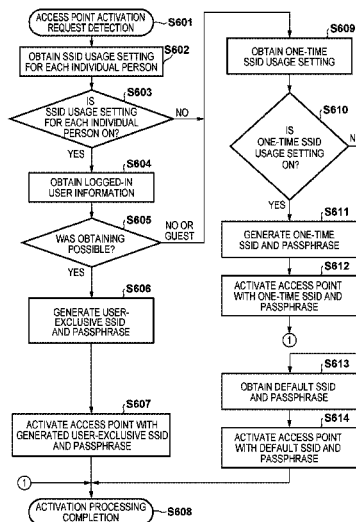 ACCESS POINT ACTIVATION
REQUEST DETECTION
S601
OBTAIN SSID USAGE SETTING
FOR EACH INDIVIDUAL PERSON
S602
IS
SSID USAGE SETTING
FOR EACH INDIVIDUAL
PERSON ON?
S603
NO
YES
OBTAIN LOGGED-IN
USER INFORMATION
S604
WAS OBTAINING
POSSIBLE?
S605
NO OR
GUEST
YES
GENERATE USER-
EXCLUSIVE SSID
AND PASSPHRASE
S606
ACTIVATE ACCESS POINT WITH
GENERATED USER-EXCLUSIVE SSID
AND PASSPHRASE
S607
1
ACTIVATION PROCESSING
COMPLETION
S608
OBTAIN ONE-TIME
SSID USAGE SETTING
S609
IS
ONE-TIME SSID
USAGE SETTING
ON?
S610
YES
GENERATE ONE-TIME
SSID AND PASSPHRASE
S611
ACTIVATE ACCESS POINT
WITH ONE-TIME SSID AND
PASSPHRASE
S612
1
OBTAIN DEFAULT SSID
AND PASSPHRASE
S613
ACTIVATE ACCESS POINT
WITH DEFAULT SSID AND
PASSPHRASE
S614